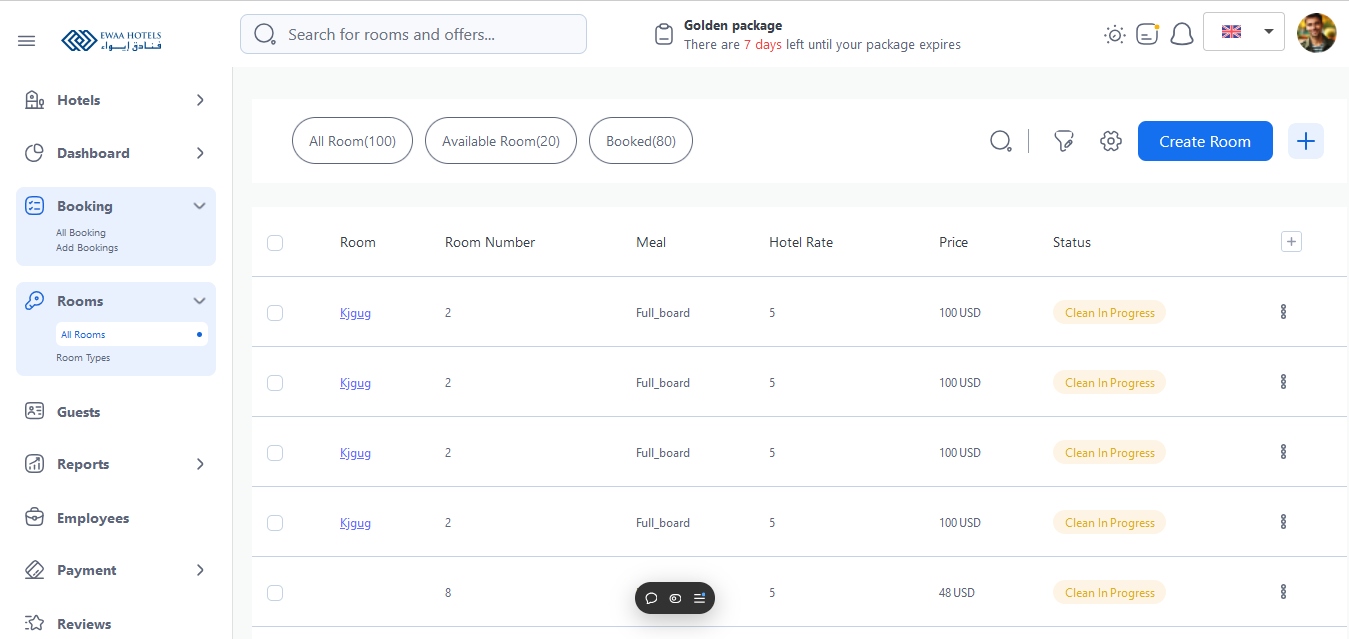 EWAA HOTELS
فنادق إيواء
Search for rooms and offers...
Golden package
There are 7 days left until your package expires
Hotels
Dashboard
Booking
All Booking
Add Bookings
Rooms
All Rooms
Room Types
Guests
Reports
Employees
Payment
Reviews
All Room(100)
Available Room(20)
Booked(80)
Create Room
Room Room Number Meal Hotel Rate Price Status
Kjgug 2 Full_board 5 100 USD Clean In Progress
Kjgug 2 Full_board 5 100 USD Clean In Progress
Kjgug 2 Full_board 5 100 USD Clean In Progress
Kjgug 2 Full_board 5 100 USD Clean In Progress
8 5 48 USD Clean In Progress